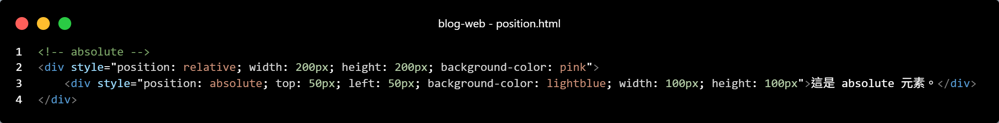 blog-web - position.html
1 <!-- absolute -->
2 <div style="position: relative; width: 200px; height: 200px; background-color: pink">
3     <div style="position: absolute; top: 50px; left: 50px; background-color: lightblue; width: 100px; height: 100px">這是 absolute 元素。</div>
4 </div>